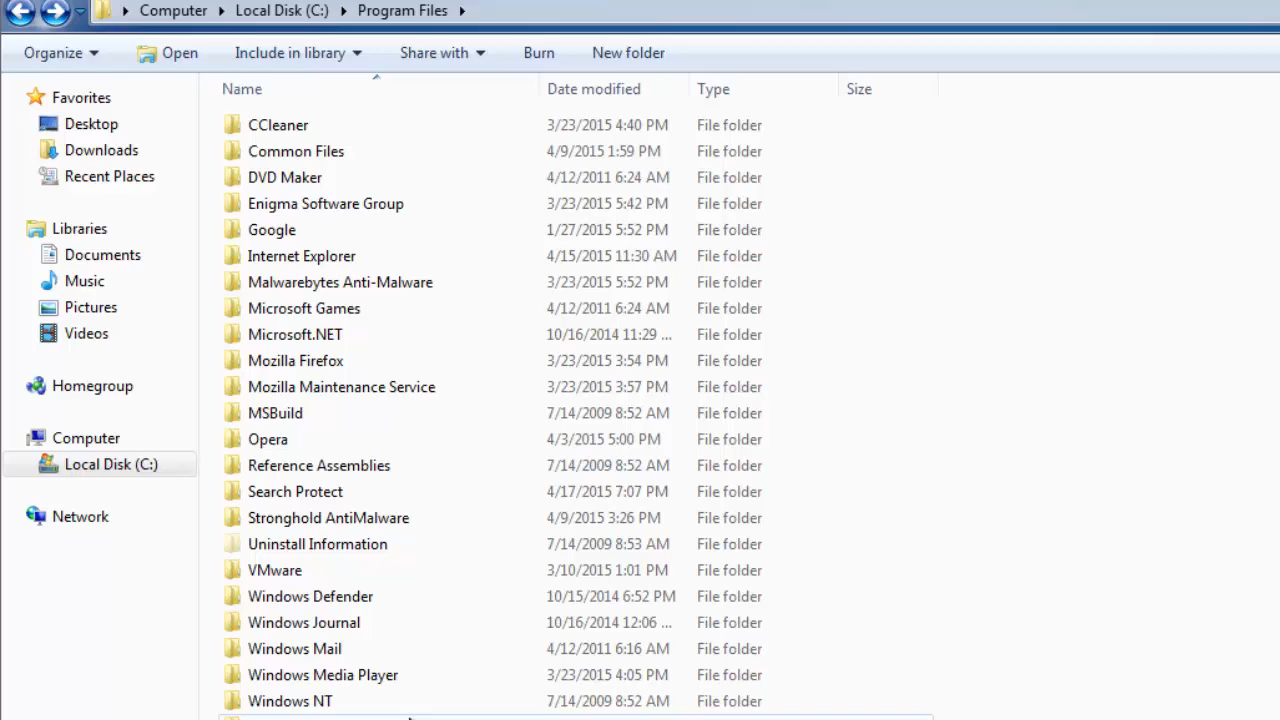 Computer Local Disk (C:) Program Files
Organize Open Include in library Share with Burn New folder
Name Date modified Type Size
Favorites
Desktop
Downloads
Recent Places
Libraries
Documents
Music
Pictures
Videos
Homegroup
Computer
Local Disk (C:)
Network
CCleaner 3/23/2015 4:40 PM File folder
Common Files 4/9/2015 1:59 PM File folder
DVD Maker 4/12/2011 6:24 AM File folder
Enigma Software Group 3/23/2015 5:42 PM File folder
Google 1/27/2015 5:52 PM File folder
Internet Explorer 4/15/2015 11:30 AM File folder
Malwarebytes Anti-Malware 3/23/2015 5:52 PM File folder
Microsoft Games 4/12/2011 6:24 AM File folder
Microsoft.NET 10/16/2014 11:29 ... File folder
Mozilla Firefox 3/23/2015 3:54 PM File folder
Mozilla Maintenance Service 3/23/2015 3:57 PM File folder
MSBuild 7/14/2009 8:52 AM File folder
Opera 4/3/2015 5:00 PM File folder
Reference Assemblies 7/14/2009 8:52 AM File folder
Search Protect 4/17/2015 7:07 PM File folder
Stronghold AntiMalware 4/9/2015 3:26 PM File folder
Uninstall Information 7/14/2009 8:53 AM File folder
VMware 3/10/2015 1:01 PM File folder
Windows Defender 10/15/2014 6:52 PM File folder
Windows Journal 10/16/2014 12:06 ... File folder
Windows Mail 4/12/2011 6:16 AM File folder
Windows Media Player 3/23/2015 4:05 PM File folder
Windows NT 7/14/2009 8:52 AM File folder